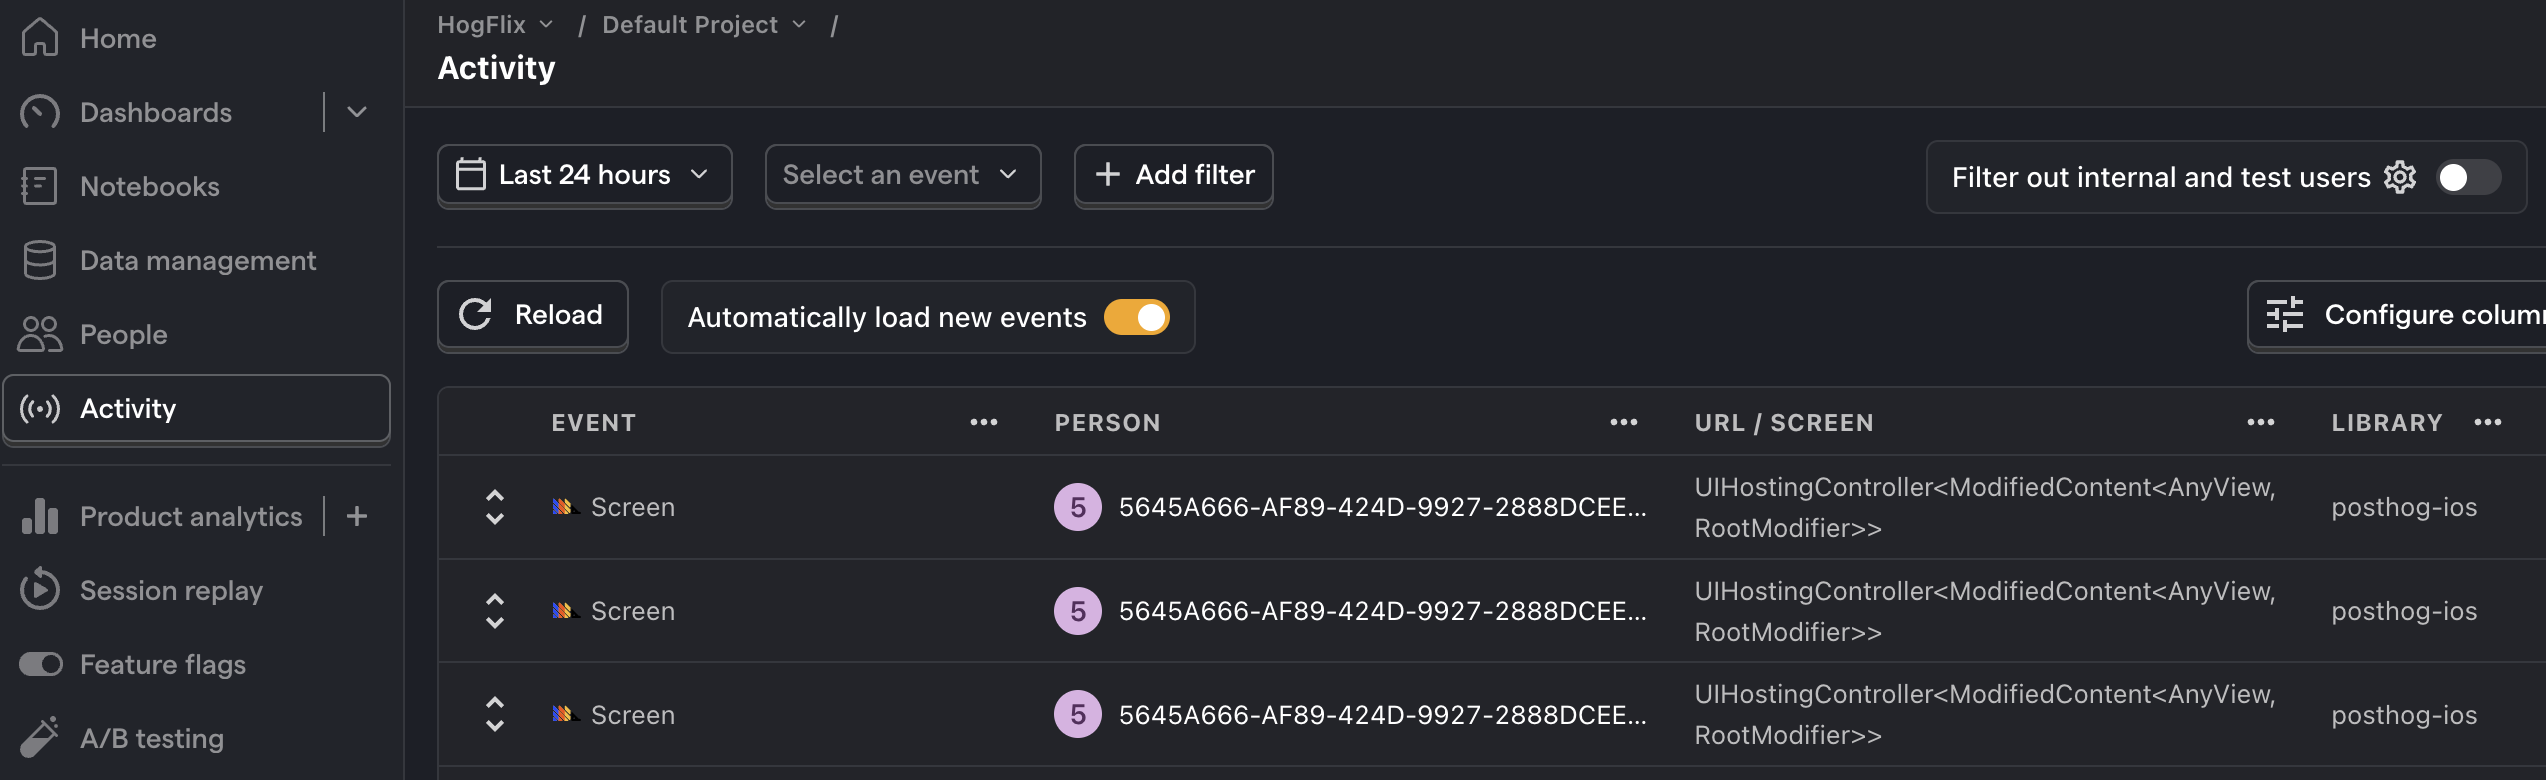 HogFlix / Default Project /
Activity
Home
Dashboards
Notebooks
Data management
People
Activity
Product analytics +
Session replay
Feature flags
A/B testing
Last 24 hours
Select an event
+ Add filter
Filter out internal and test users
Reload
Automatically load new events
Configure colum
EVENT ••• PERSON ••• URL / SCREEN ••• LIBRARY •••
Screen 5 5645A666-AF89-424D-9927-2888DCEE... UIHostingController<ModifiedContent<AnyView,
RootModifier>> posthog-ios
Screen 5 5645A666-AF89-424D-9927-2888DCEE... UIHostingController<ModifiedContent<AnyView,
RootModifier>> posthog-ios
Screen 5 5645A666-AF89-424D-9927-2888DCEE... UIHostingController<ModifiedContent<AnyView,
RootModifier>> posthog-ios